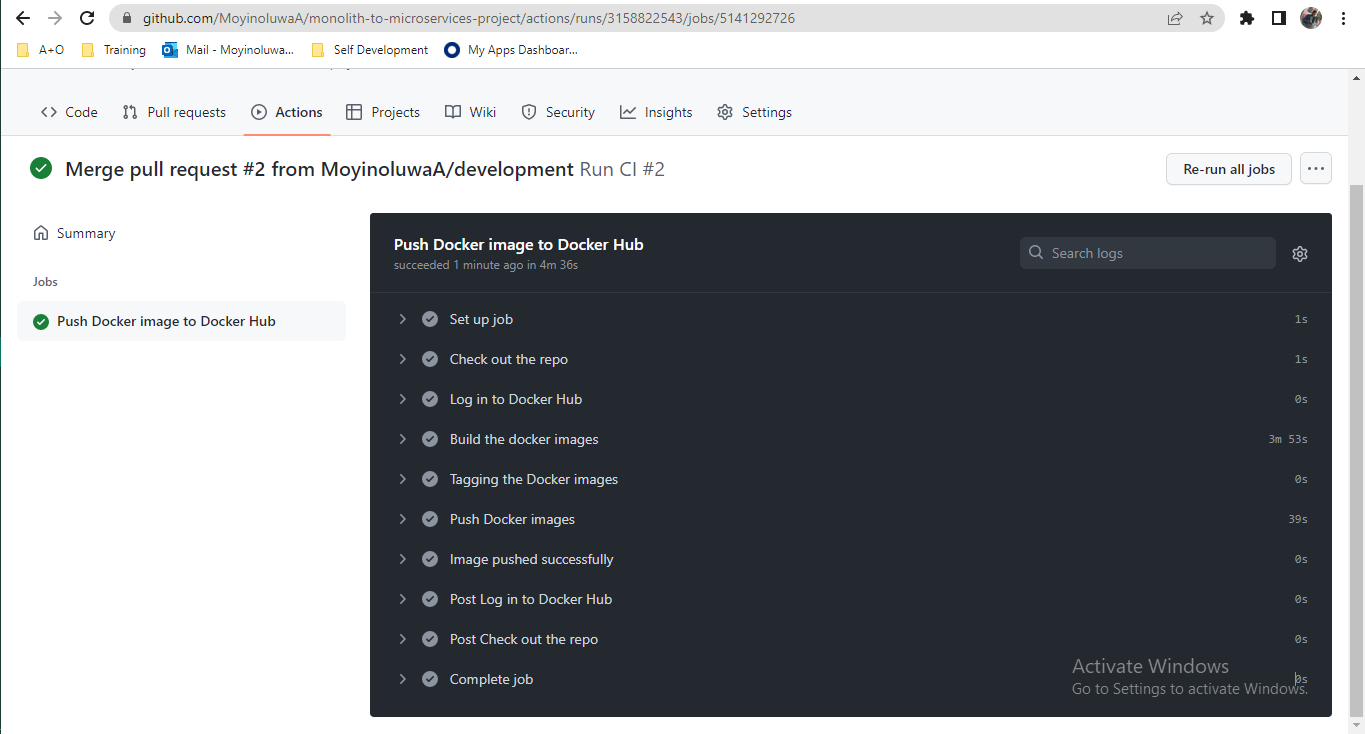 github.com/MoyinoluwaA/monolith-to-microservices-project/actions/runs/3158822543/jobs/5141292726
A+O Training Mail - Moyinoluwa... Self Development My Apps Dashboar...
Code Pull requests Actions Projects Wiki Security Insights Settings
Merge pull request #2 from MoyinoluwaA/development Run CI #2
Re-run all jobs
Summary
Jobs
Push Docker image to Docker Hub
Push Docker image to Docker Hub
succeeded 1 minute ago in 4m 36s
Search logs
Set up job 1s
Check out the repo 1s
Log in to Docker Hub 0s
Build the docker images 3m 53s
Tagging the Docker images 0s
Push Docker images 39s
Image pushed successfully 0s
Post Log in to Docker Hub 0s
Post Check out the repo 0s
Complete job 0s
Activate Windows
Go to Settings to activate Windows.